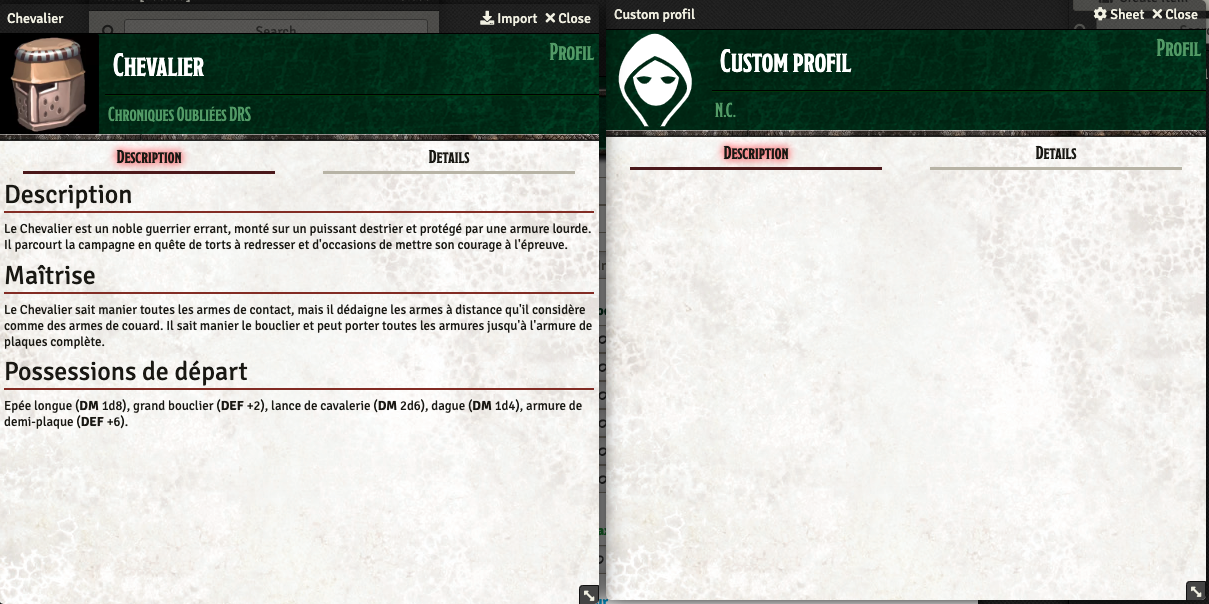 Chevalier
Import
Close
Search
Chevalier
Profil
Chroniques Oubliées DRS
Description
Details
Description
Le Chevalier est un noble guerrier errant, monté sur un puissant destrier et protégé par une armure lourde.
Il parcourt la campagne en quête de torts à redresser et d'occasions de mettre son courage à l'épreuve.
Maîtrise
Le Chevalier sait manier toutes les armes de contact, mais il dédaigne les armes à distance qu'il considère
comme des armes de couard. Il sait manier le bouclier et peut porter toutes les armures jusqu'à l'armure de
plaques complète.
Possessions de départ
Epée longue (DM 1d8), grand bouclier (DEF +2), lance de cavalerie (DM 2d6), dague (DM 1d4), armure de
demi-plaque (DEF +6).
Custom profil
Sheet
Close
Custom profil
Profil
N.C.
Description
Details